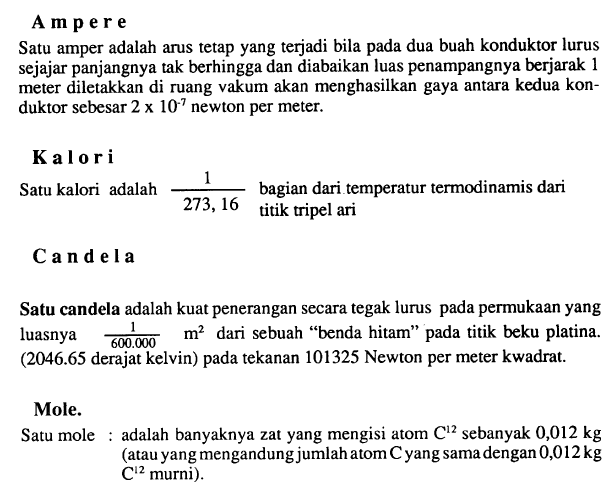 Ampere
Satu amper adalah arus tetap yang terjadi bila pada dua buah konduktor lurus
sejajar panjangnya tak berhingga dan diabaikan luas penampangnya berjarak 1
meter diletakkan di ruang vakum akan menghasilkan gaya antara kedua kon-
duktor sebesar 2 x 10⁻⁷ newton per meter.
Kalori
Satu kalori adalah 1/273,16 bagian dari temperatur termodinamis dari
titik tripel ari
Candela
Satu candela adalah kuat penerangan secara tegak lurus pada permukaan yang
luasnya 1/600.000 m² dari sebuah “benda hitam” pada titik beku platina.
(2046.65 derajat kelvin) pada tekanan 101325 Newton per meter kwadrat.
Mole.
Satu mole : adalah banyaknya zat yang mengisi atom C¹² sebanyak 0,012 kg
(atau yang mengandung jumlah atom C yang sama dengan 0,012 kg
C¹² murni).